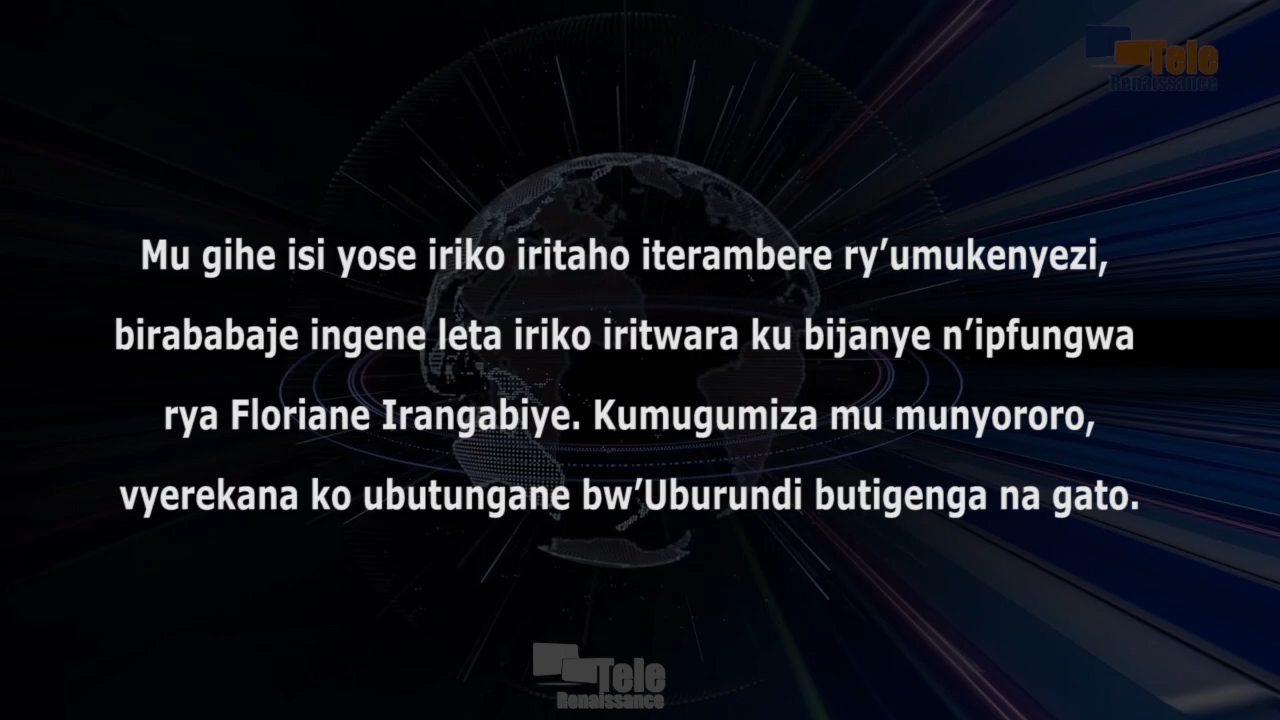 Tele
Renaissance
Mu gihe isi yose iriko iritaho iterambere ry’umukenyezi,
birababaje ingene leta iriko iritwara ku bijanye n’ipfungwa
rya Floriane Irangabiye. Kumugumiza mu munyororo,
vyerekana ko ubutungane bw’Uburundi butigenga na gato.
Tele
Renaissance